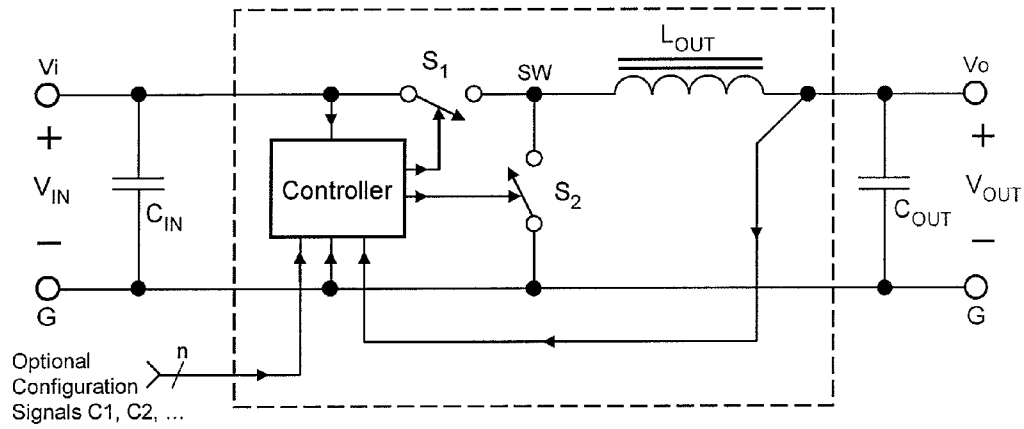 Vi
S1
SW
LOUT
Vo
+
VIN
−
CIN
Controller
S2
COUT
+
VOUT
−
G
G
n
Optional
Configuration
Signals C1, C2, ...